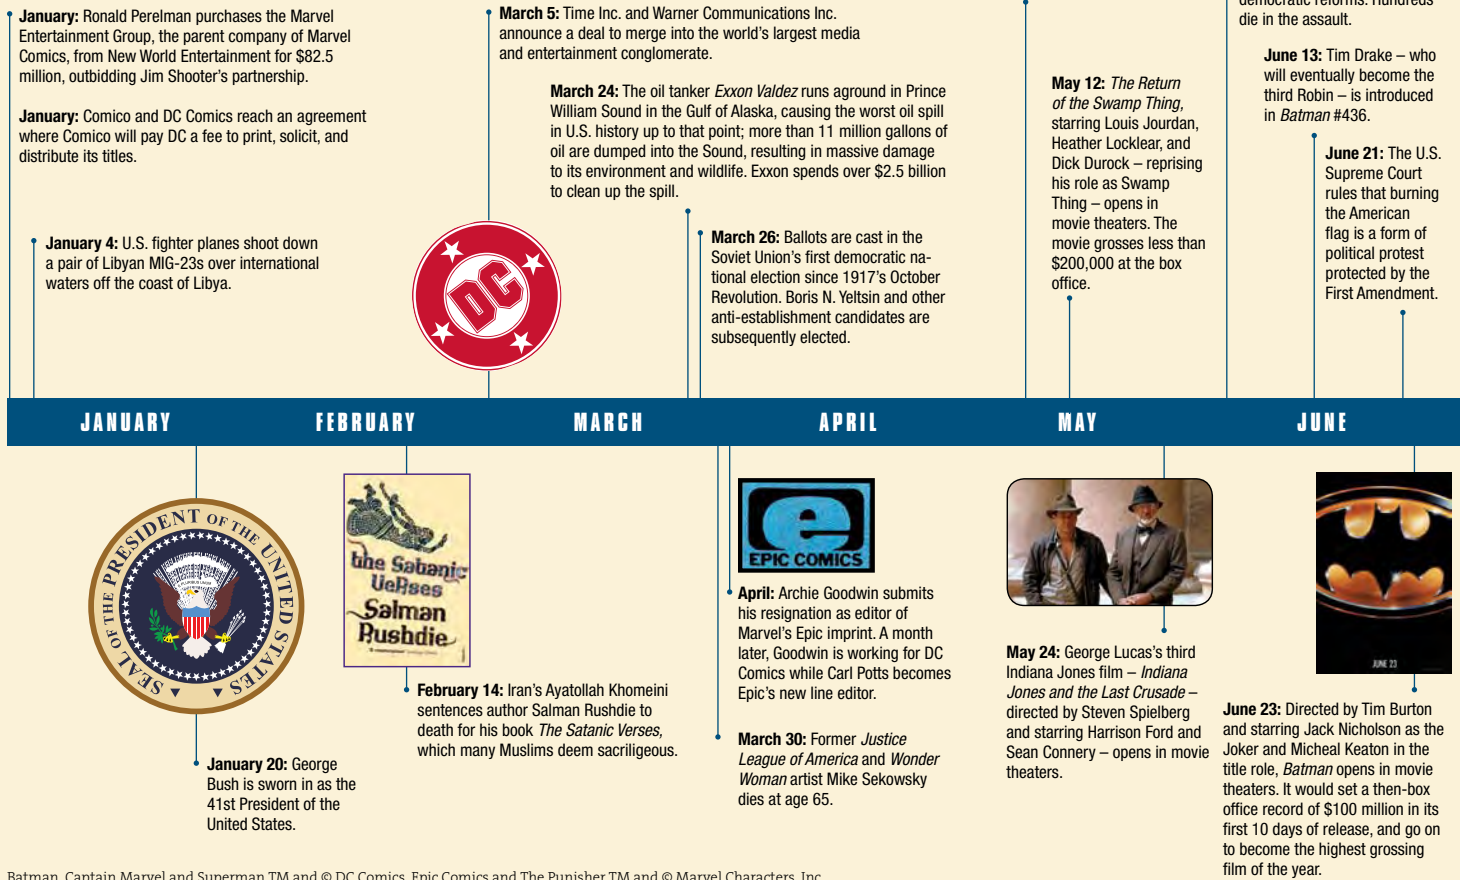 January: Ronald Perelman purchases the Marvel
Entertainment Group, the parent company of Marvel
Comics, from New World Entertainment for $82.5
million, outbidding Jim Shooter's partnership.
January: Comico and DC Comics reach an agreement
where Comico will pay DC a fee to print, solicit, and
distribute its titles.
January 4: U.S. fighter planes shoot down
a pair of Libyan MIG-23s over international
waters off the coast of Libya.
March 5: Time Inc. and Warner Communications Inc.
announce a deal to merge into the world's largest media
and entertainment conglomerate.
March 24: The oil tanker Exxon Valdez runs aground in Prince
William Sound in the Gulf of Alaska, causing the worst oil spill
in U.S. history up to that point; more than 11 million gallons of
oil are dumped into the Sound, resulting in massive damage
to its environment and wildlife. Exxon spends over $2.5 billion
to clean up the spill.
DC
March 26: Ballots are cast in the
Soviet Union's first democratic na-
tional election since 1917's October
Revolution. Boris N. Yeltsin and other
anti-establishment candidates are
subsequently elected.
May 12: The Return
of the Swamp Thing,
starring Louis Jourdan,
Heather Locklear, and
Dick Durock – reprising
his role as Swamp
Thing – opens in
movie theaters. The
movie grosses less than
$200,000 at the box
office.
democratic reforms. Hundreds
die in the assault.
June 13: Tim Drake – who
will eventually become the
third Robin – is introduced
in Batman #436.
June 21: The U.S.
Supreme Court
rules that burning
the American
flag is a form of
political protest
protected by the
First Amendment.
JANUARY FEBRUARY MARCH APRIL MAY JUNE
SEAL OF THE PRESIDENT OF THE UNITED STATES
E PLURIBUS UNUM
January 20: George
Bush is sworn in as the
41st President of the
United States.
the Satanic
Verses
Salman
Rushdie
February 14: Iran's Ayatollah Khomeini
sentences author Salman Rushdie to
death for his book The Satanic Verses,
which many Muslims deem sacriligeous.
e
EPIC COMICS
April: Archie Goodwin submits
his resignation as editor of
Marvel's Epic imprint. A month
later, Goodwin is working for DC
Comics while Carl Potts becomes
Epic's new line editor.
March 30: Former Justice
League of America and Wonder
Woman artist Mike Sekowsky
dies at age 65.
May 24: George Lucas's third
Indiana Jones film – Indiana
Jones and the Last Crusade –
directed by Steven Spielberg
and starring Harrison Ford and
Sean Connery – opens in movie
theaters.
JUNE 23
June 23: Directed by Tim Burton
and starring Jack Nicholson as the
Joker and Micheal Keaton in the
title role, Batman opens in movie
theaters. It would set a then-box
office record of $100 million in its
first 10 days of release, and go on
to become the highest grossing
film of the year.
Batman, Captain Marvel and Superman TM and © DC Comics. Epic Comics and The Punisher TM and © Marvel Characters, Inc.